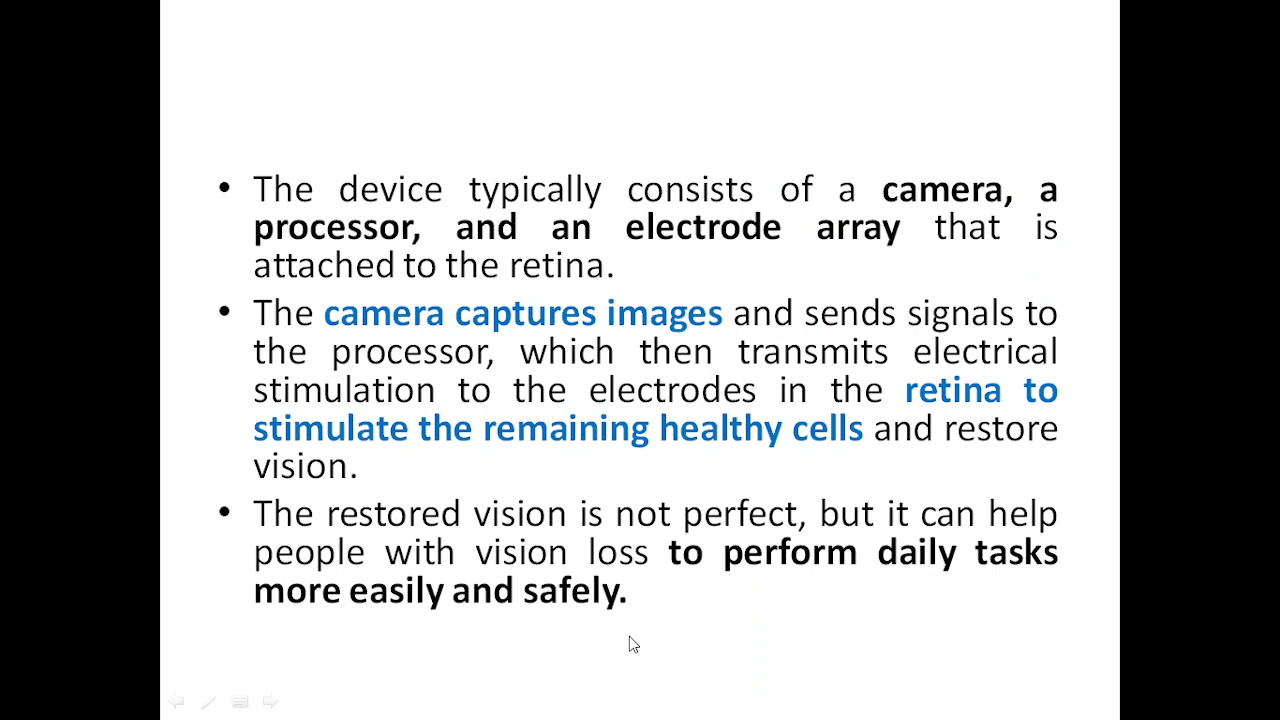 • The device typically consists of a camera, a
processor, and an electrode array that is
attached to the retina.
• The camera captures images and sends signals to
the processor, which then transmits electrical
stimulation to the electrodes in the retina to
stimulate the remaining healthy cells and restore
vision.
• The restored vision is not perfect, but it can help
people with vision loss to perform daily tasks
more easily and safely.